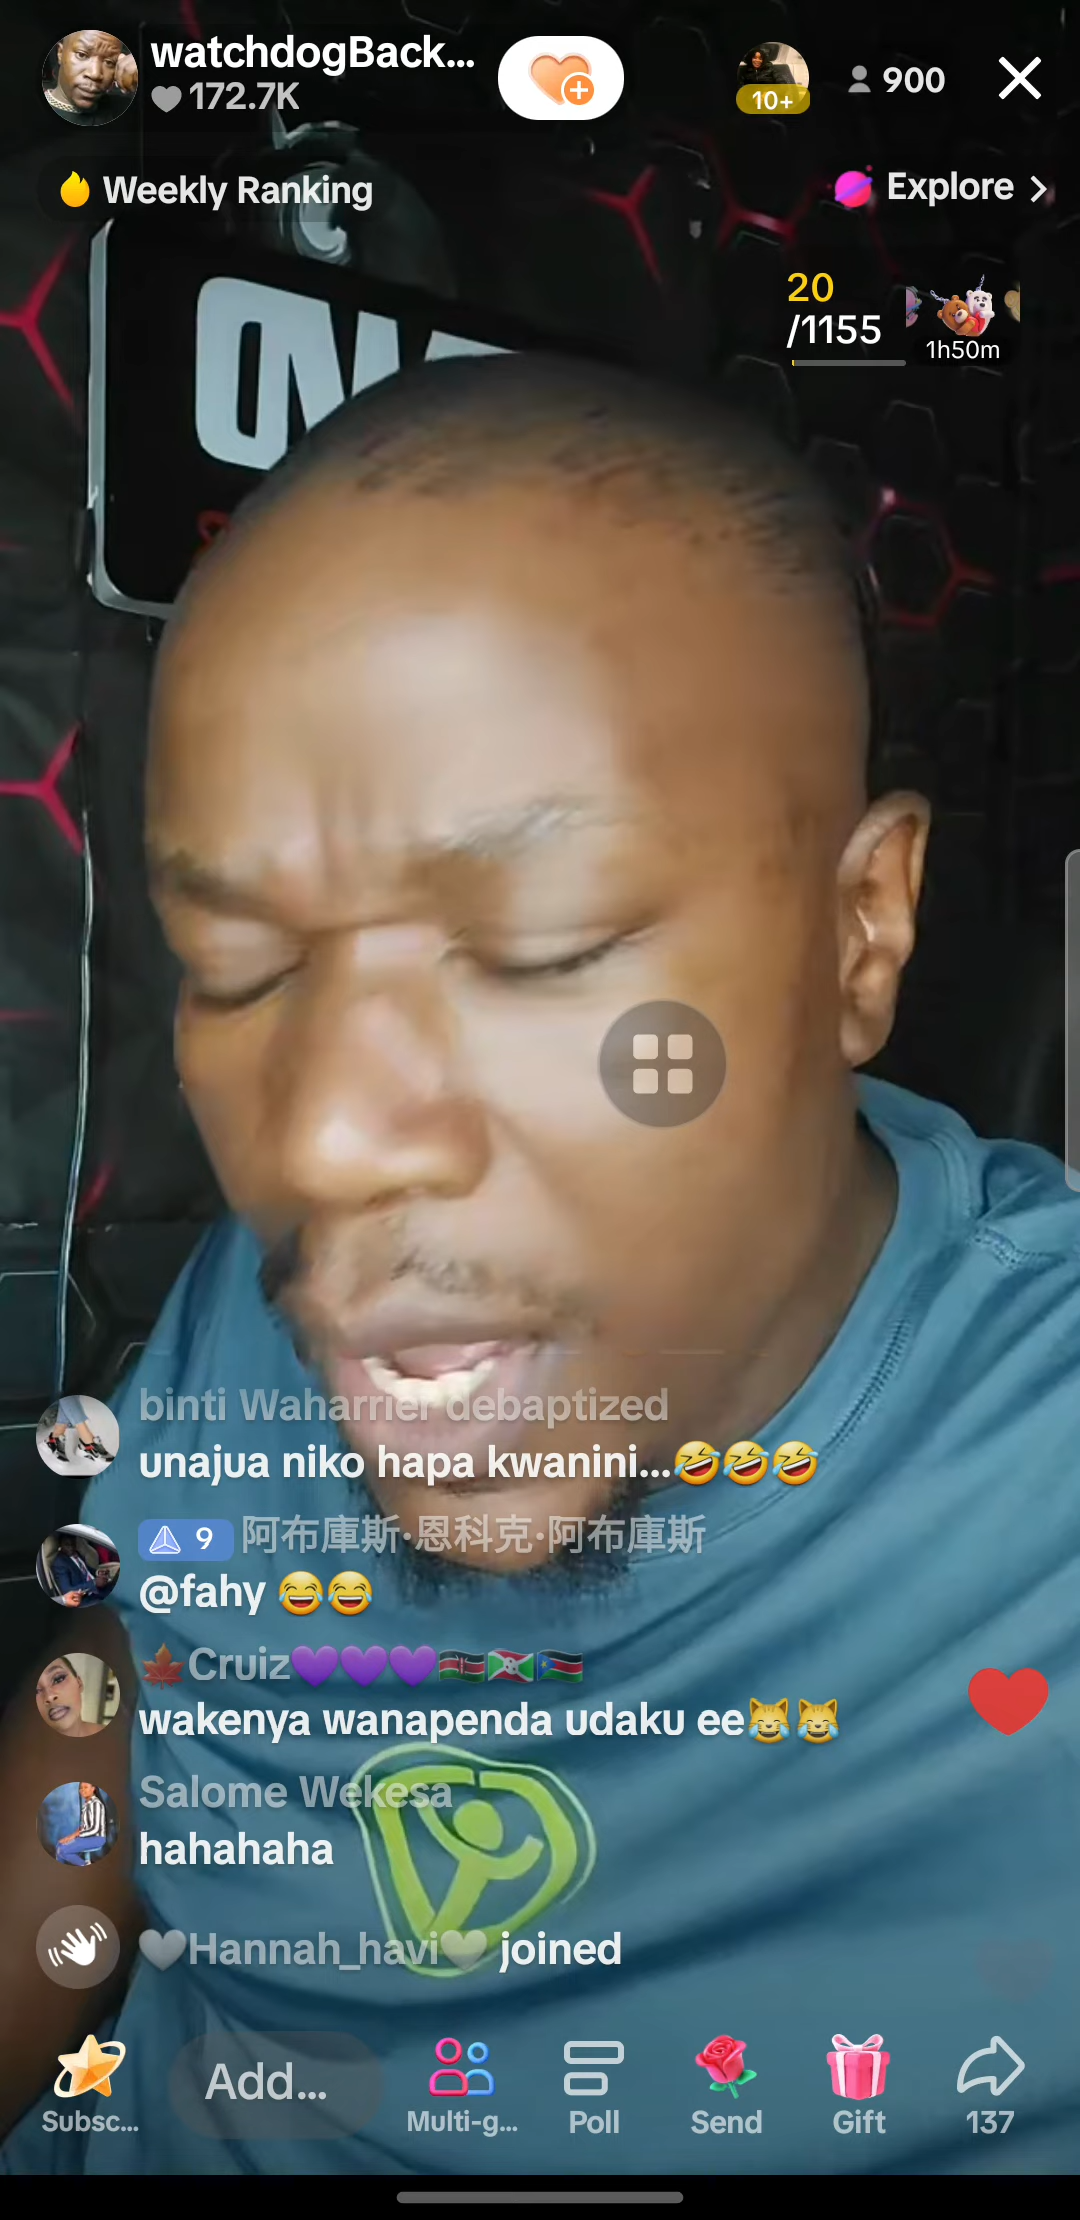 watchdogBack...
172.7K
10+
900
Weekly Ranking
Explore
20
/1155
1h50m
binti Waharrier debaptized
unajua niko hapa kwanini...🤣🤣🤣
9 阿布庫斯·恩科克·阿布庫斯
@fahy 😂😂
🍁Cruiz💜💜💜🇰🇪🇧🇮🇸🇸
wakenya wanapenda udaku ee😹😹
Salome Wekesa
hahahaha
🤍Hannah_havi🤍 joined
Add...
Subsc...
Multi-g...
Poll
Send
Gift
137